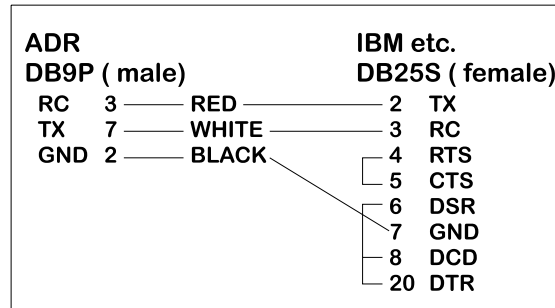 ADR IBM etc.
DB9P ( male) DB25S ( female)
RC 3 RED 2 TX
TX 7 WHITE 3 RC
GND 2 BLACK 4 RTS
5 CTS
6 DSR
7 GND
8 DCD
20 DTR